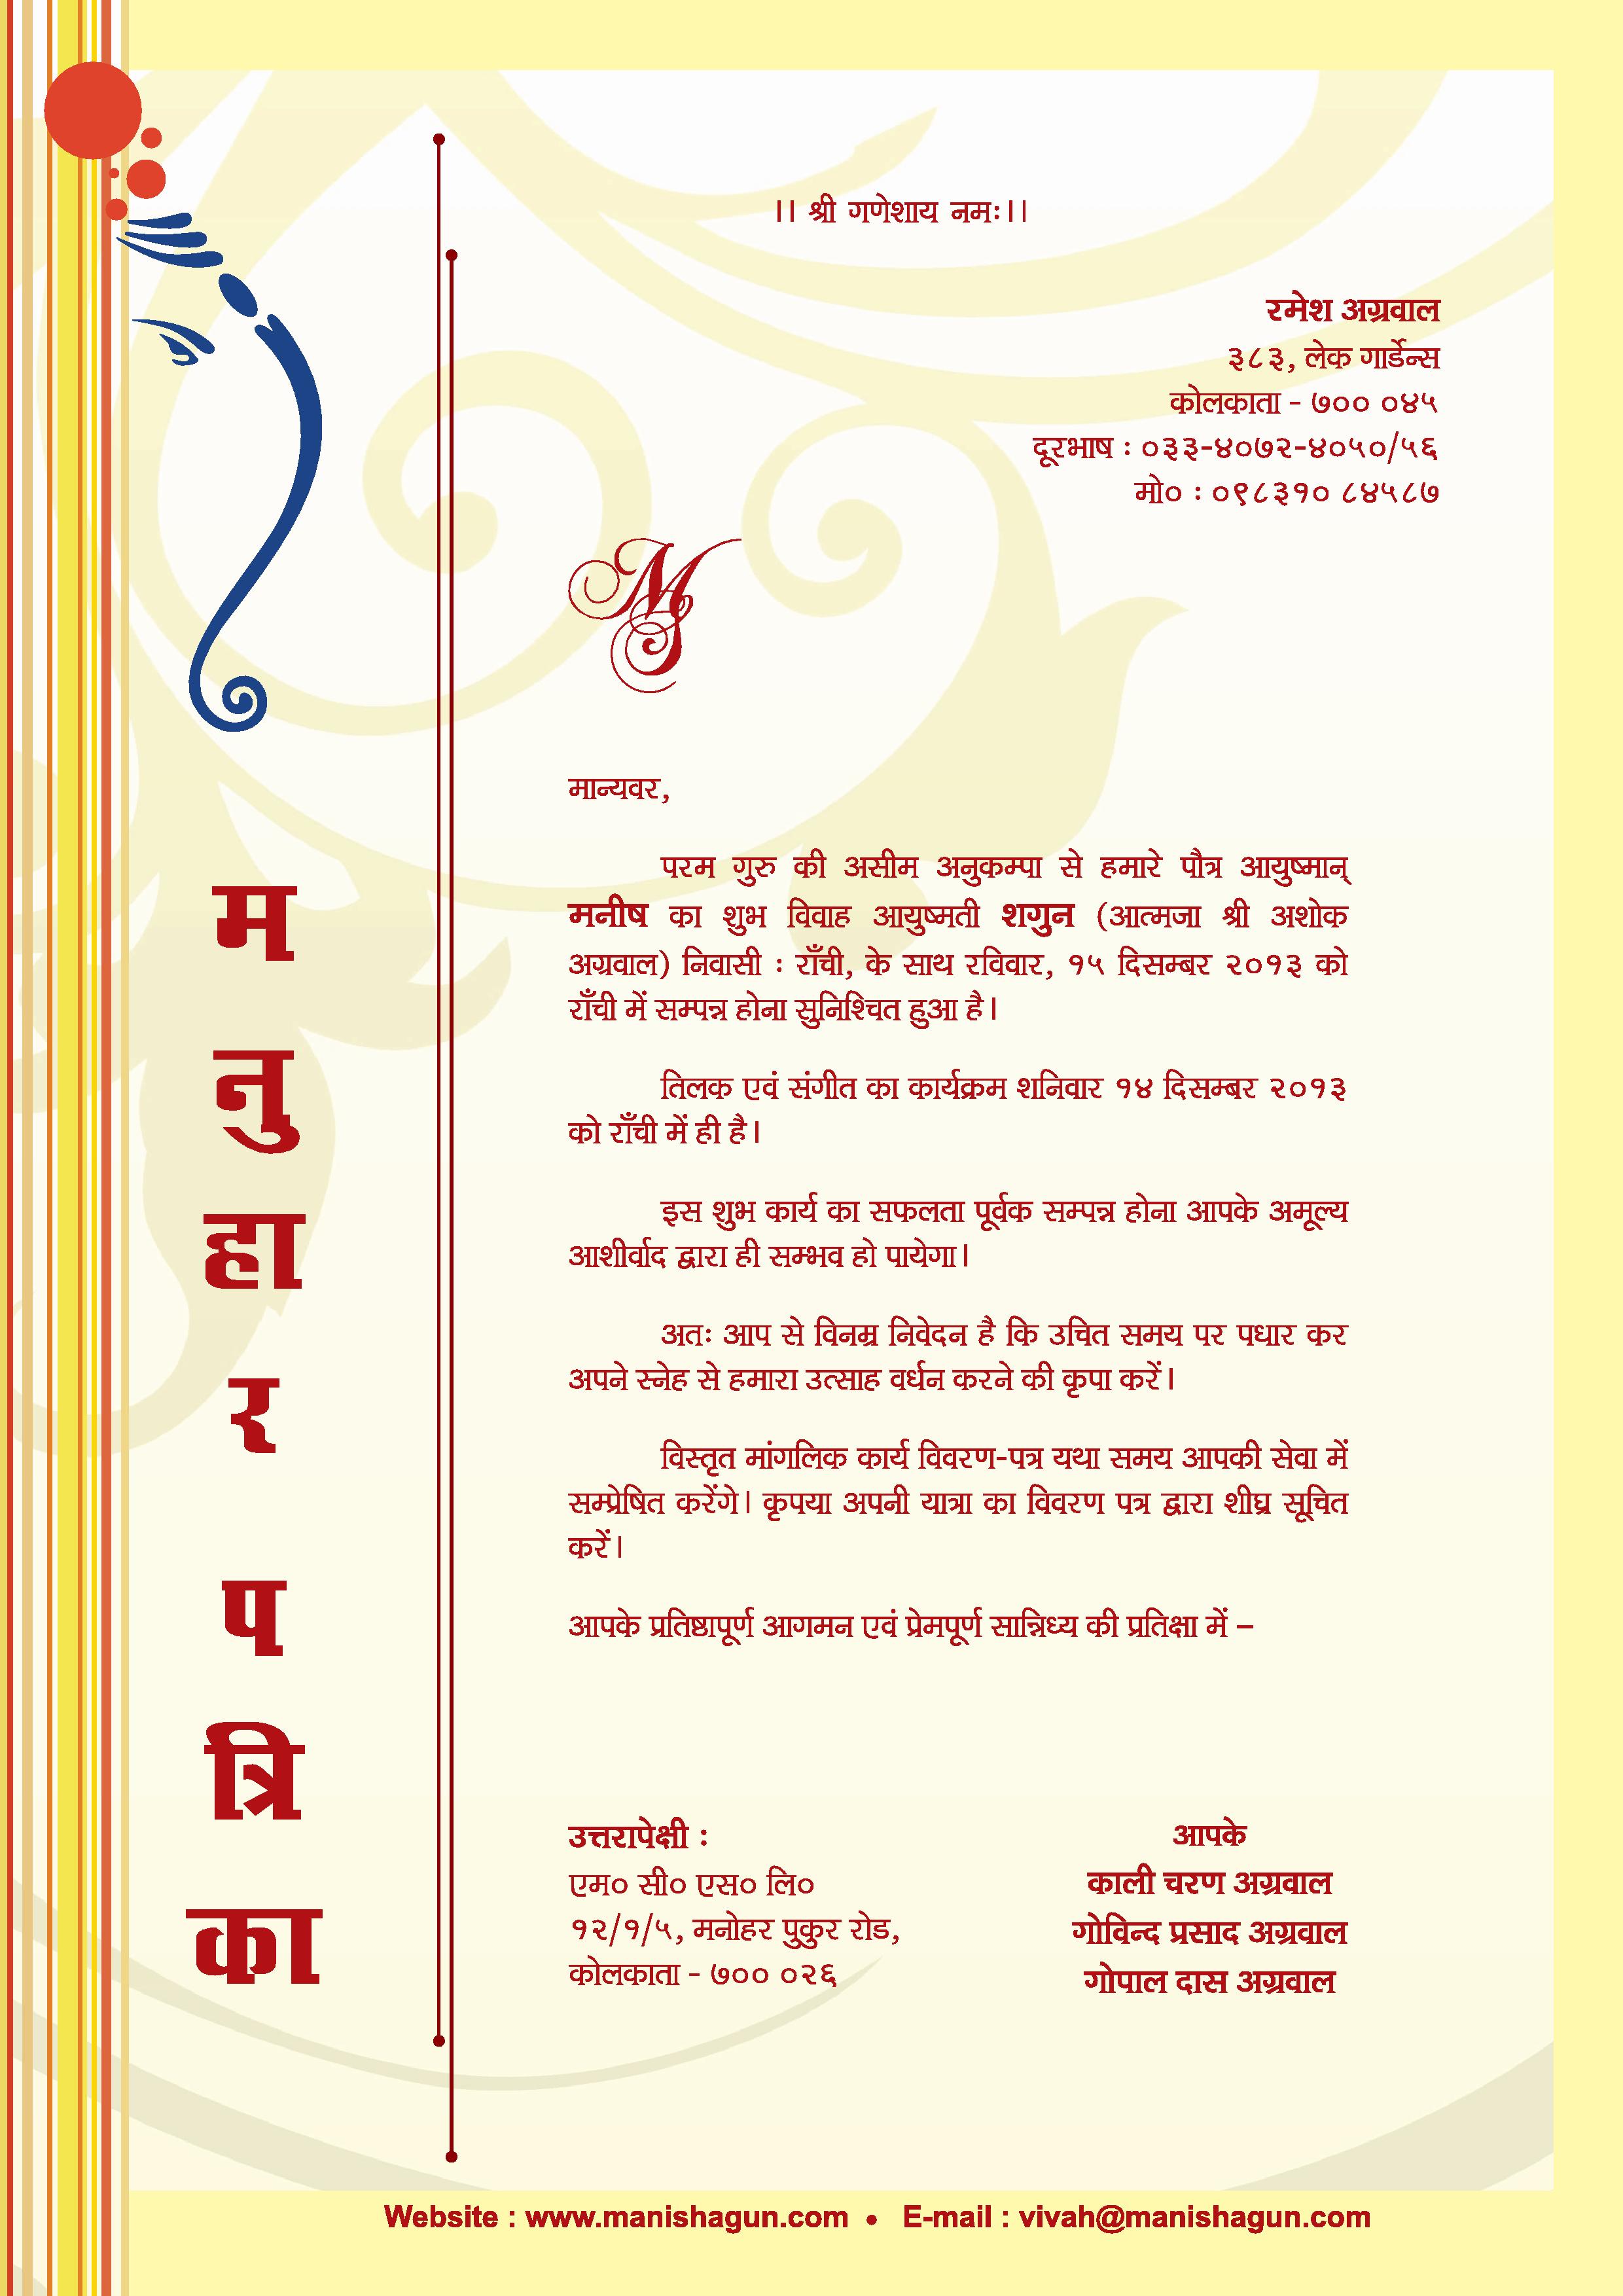 ।। श्री गणेशाय नमः।।
रमेश अग्रवाल
३८३, लेक गार्डेन्स
कोलकाता - ७०० ०४५
दूरभाष : ०३३-४०७२-४०५०/५६
मो० : ०९८३१० ८४५८७
MS
म
नु
हा
र
प
त्रि
का
मान्यवर,
परम गुरु की असीम अनुकम्पा से हमारे पौत्र आयुष्मान्
मनीष का शुभ विवाह आयुष्मती शगुन (आत्मजा श्री अशोक
अग्रवाल) निवासी : राँची, के साथ रविवार, १५ दिसम्बर २०१३ को
राँची में सम्पन्न होना सुनिश्चित हुआ है।
तिलक एवं संगीत का कार्यक्रम शनिवार १४ दिसम्बर २०१३
को राँची में ही है।
इस शुभ कार्य का सफलता पूर्वक सम्पन्न होना आपके अमूल्य
आशीर्वाद द्वारा ही सम्भव हो पायेगा।
अतः आप से विनम्र निवेदन है कि उचित समय पर पधार कर
अपने स्नेह से हमारा उत्साह वर्धन करने की कृपा करें।
विस्तृत मांगलिक कार्य विवरण-पत्र यथा समय आपकी सेवा में
सम्प्रेषित करेंगे। कृपया अपनी यात्रा का विवरण पत्र द्वारा शीघ्र सूचित
करें।
आपके प्रतिष्ठापूर्ण आगमन एवं प्रेमपूर्ण सान्निध्य की प्रतिक्षा में –
उत्तरापेक्षी :
एम० सी० एस० लि०
१२/१/५, मनोहर पुकुर रोड,
कोलकाता - ७०० ०२६
आपके
काली चरण अग्रवाल
गोविन्द प्रसाद अग्रवाल
गोपाल दास अग्रवाल
Website : www.manishagun.com • E-mail : vivah@manishagun.com